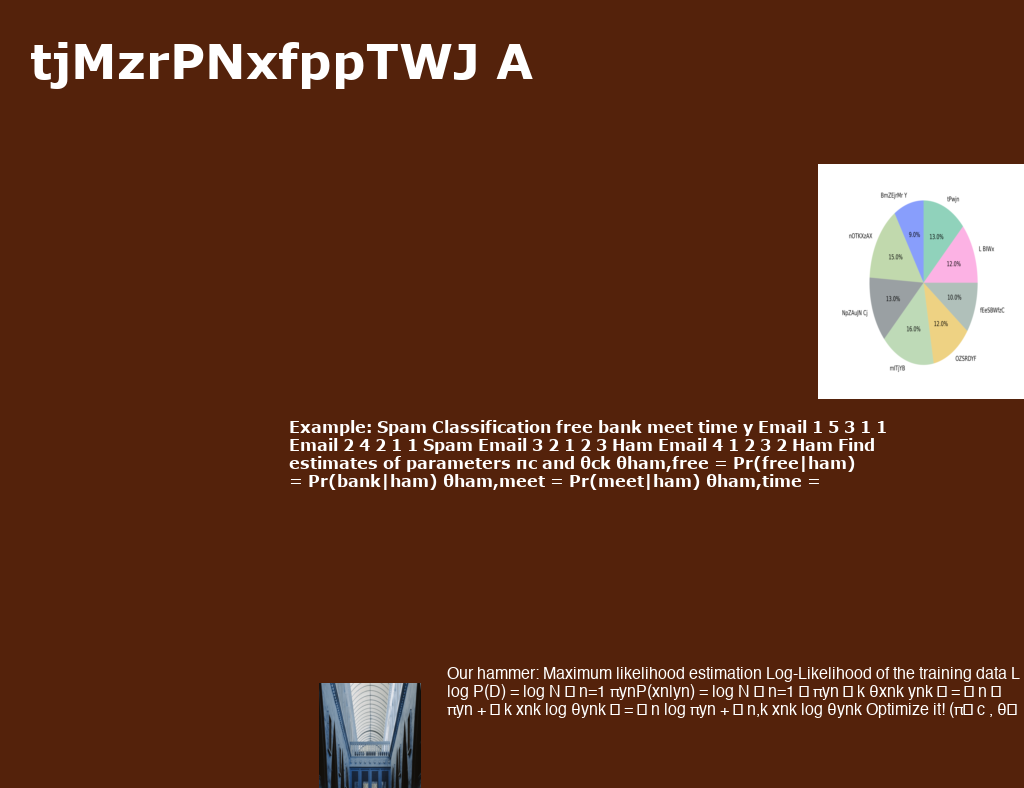 tjMzrPNxfppTWJ A
BmZEjrMr Y
tPwjn
nOTKXzAX
9.0%
13.0%
L BIWx
15.0%
12.0%
13.0%
10.0%
NpZAuJN Cj
fEeSBWfzC
16.0%
12.0%
mITjYB
OZSRDYF
Example: Spam Classification free bank meet time y Email 1 5 3 1 1
Email 2 4 2 1 1 Spam Email 3 2 1 2 3 Ham Email 4 1 2 3 2 Ham Find
estimates of parameters πc and θck θham,free = Pr(free|ham)
= Pr(bank|ham) θham,meet = Pr(meet|ham) θham,time =
Our hammer: Maximum likelihood estimation Log-Likelihood of the training data L
log P(D) = log N □ n=1 πynP(xnlyn) = log N □ n=1 □ πyn □ k θxnk ynk □ = □ n □
πyn + □ k xnk log θynk □ = □ n log πyn + □ n,k xnk log θynk Optimize it! (π□ c , θ□